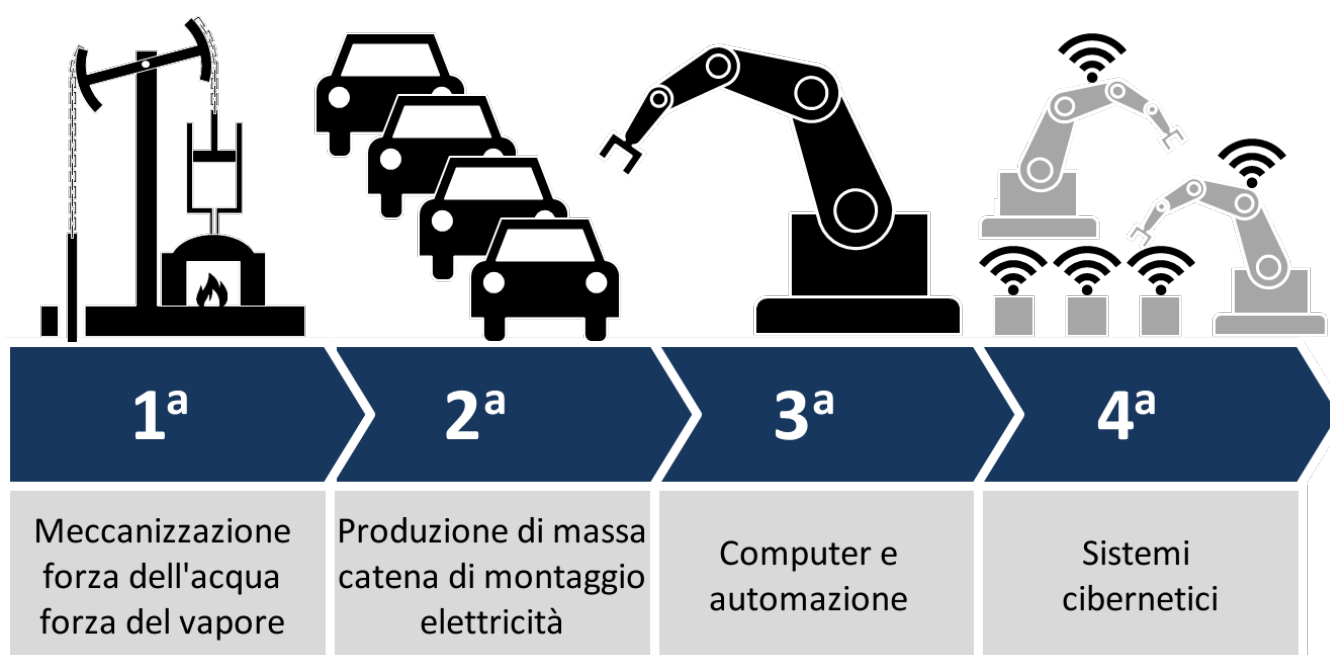 1ª
2ª
3ª
4ª
Meccanizzazione
forza dell'acqua
forza del vapore
Produzione di massa
catena di montaggio
elettricità
Computer e
automazione
Sistemi
cibernetici